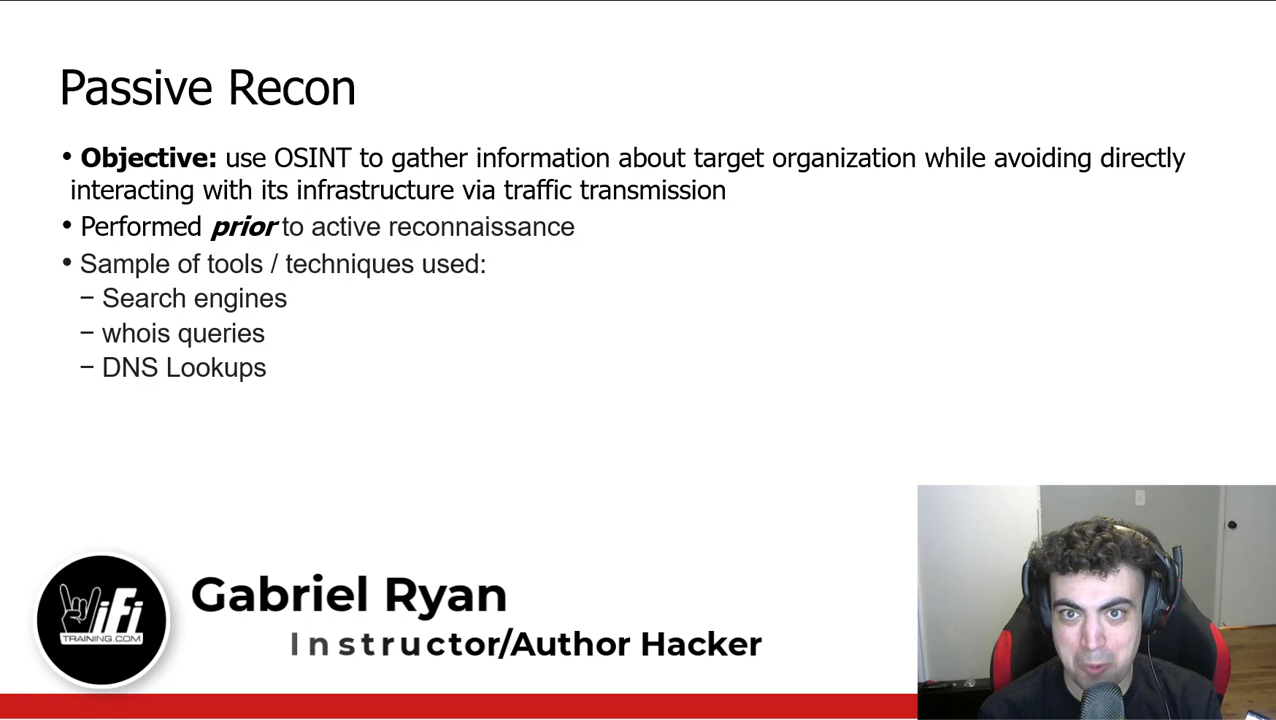 Passive Recon
• Objective: use OSINT to gather information about target organization while avoiding directly
interacting with its infrastructure via traffic transmission
• Performed prior to active reconnaissance
• Sample of tools / techniques used:
– Search engines
– whois queries
– DNS Lookups
WiFi
TRAINING.COM
Gabriel Ryan
Instructor/Author Hacker